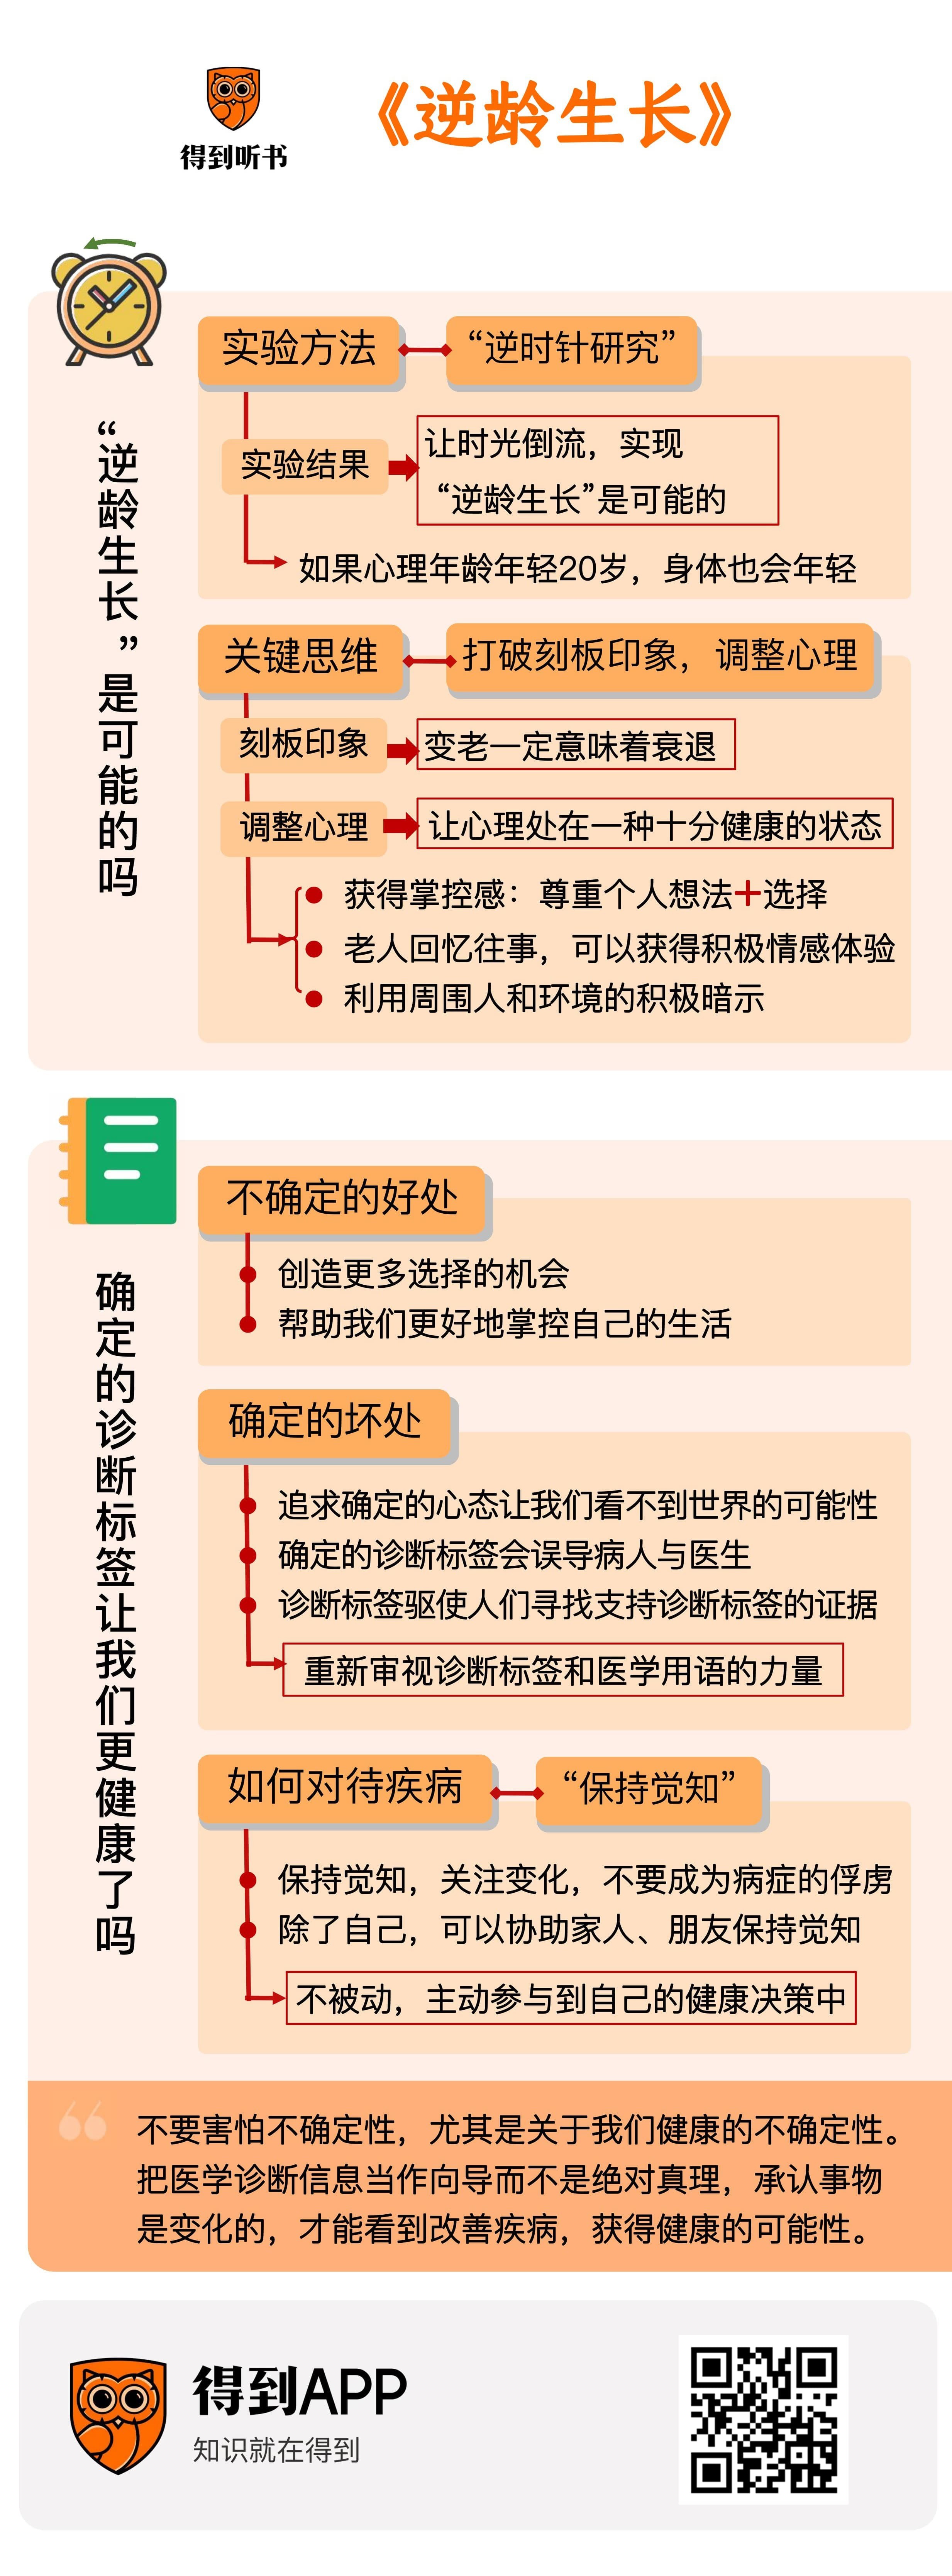 得到听书
《逆龄生长》
“逆龄生长”是可能的吗
实验方法
“逆时针研究”
实验结果
让时光倒流，实现
“逆龄生长”是可能的
如果心理年龄年轻20岁，身体也会年轻
关键思维
打破刻板印象，调整心理
刻板印象
变老一定意味着衰退
调整心理
让心理处在一种十分健康的状态
获得掌控感：尊重个人想法+选择
老人回忆往事，可以获得积极情感体验
利用周围人和环境的积极暗示
确定的诊断标签让我们更健康了吗
不确定的好处
创造更多选择的机会
帮助我们更好地掌控自己的生活
确定的坏处
追求确定的心态让我们看不到世界的可能性
确定的诊断标签会误导病人与医生
诊断标签驱使人们寻找支持诊断标签的证据
重新审视诊断标签和医学用语的力量
如何对待疾病
“保持觉知”
保持觉知，关注变化，不要成为病症的俘虏
除了自己，可以协助家人、朋友保持觉知
不被动，主动参与到自己的健康决策中
不要害怕不确定性，尤其是关于我们健康的不确定性。
把医学诊断信息当作向导而不是绝对真理，承认事物
是变化的，才能看到改善疾病，获得健康的可能性。
得到APP
知识就在得到